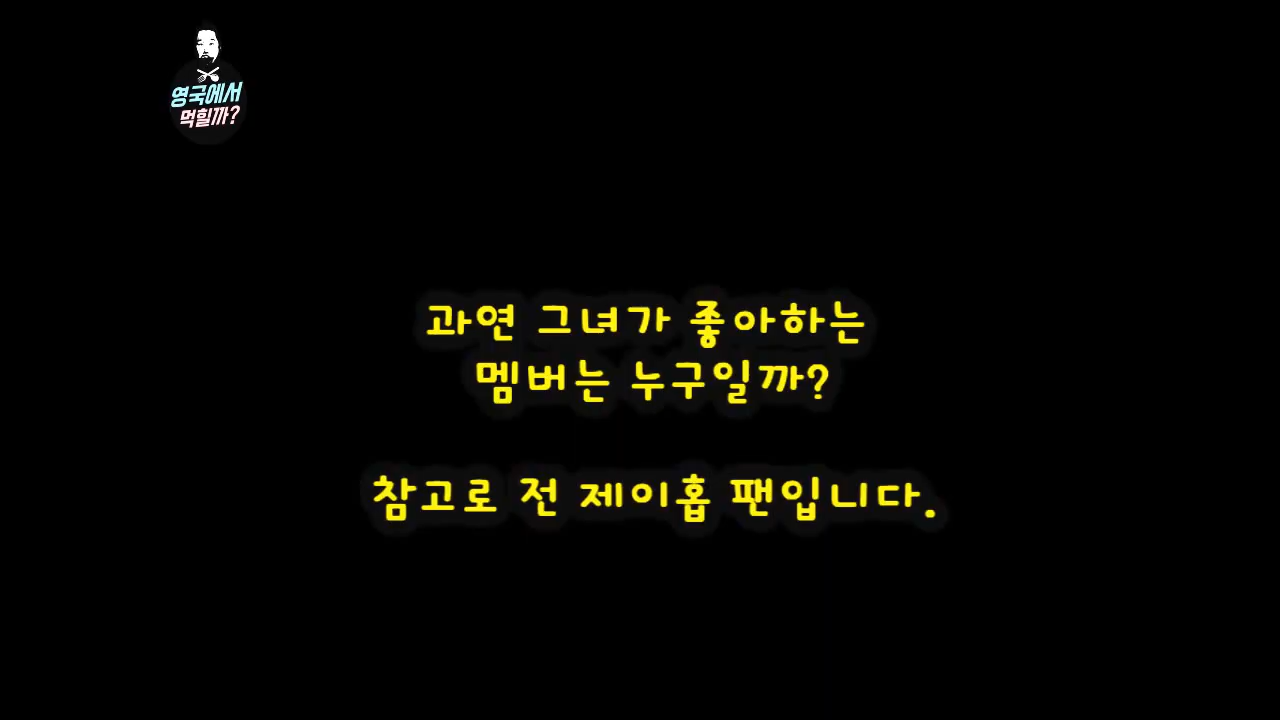 영국에서
먹힐까?
과연 그녀가 좋아하는
멤버는 누구일까?
참고로 전 제이홉 팬입니다.